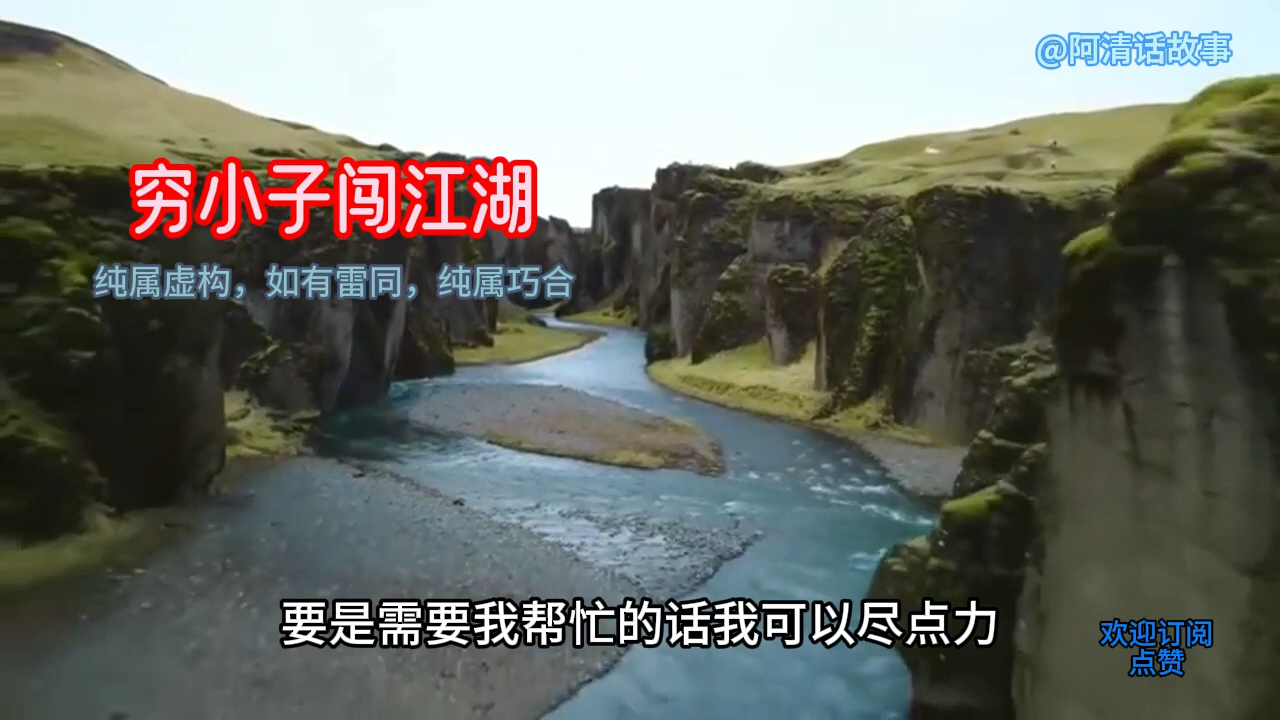 @阿清话故事
穷小子闯江湖
纯属虚构，如有雷同，纯属巧合
要是需要我帮忙的话我可以尽点力
欢迎订阅
点赞